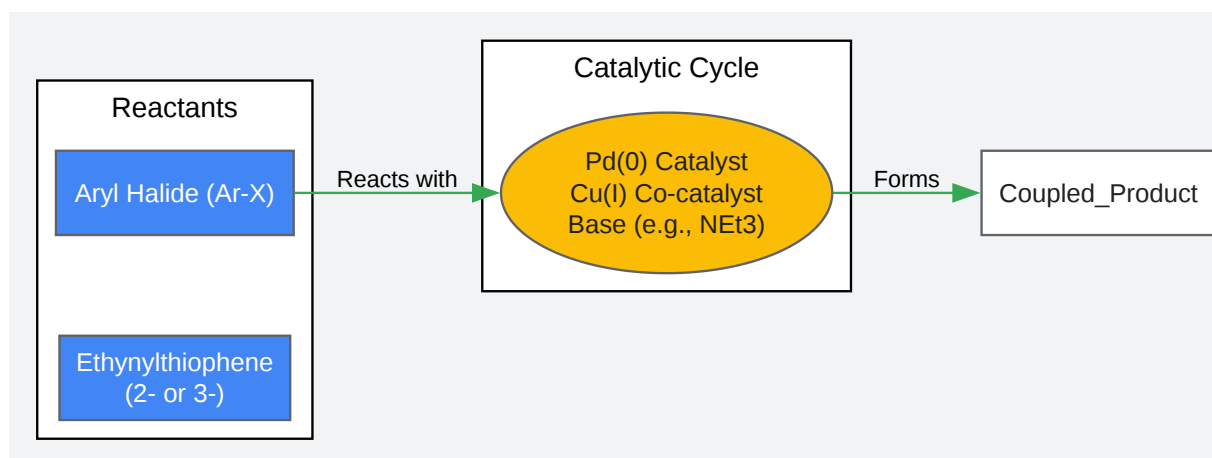 Reactants
Aryl Halide (Ar-X)
Ethynylthiophene
(2- or 3-)
Reacts with
Catalytic Cycle
Pd(0) Catalyst
Cu(I) Co-catalyst
Base (e.g., NEt3)
Forms
Coupled_Product